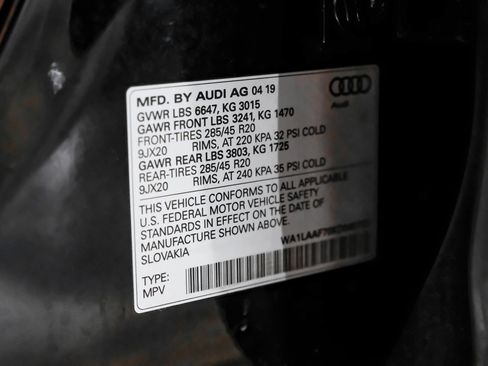 MFD. BY AUDI AG 04 19
GVWR LBS 6647, KG 3015
GAWR FRONT LBS 3241, KG 1470
FRONT-TIRES 285/45 R20
9JX20 RIMS, AT 220 KPA 32 PSI COLD
GAWR REAR LBS 3803, KG 1725
REAR-TIRES 285/45 R20
9JX20 RIMS, AT 240 KPA 35 PSI COLD
THIS VEHICLE CONFORMS TO ALL APPLICABLE
U.S. FEDERAL MOTOR VEHICLE SAFETY
STANDARDS IN EFFECT ON THE DATE OF
MANUFACTURE SHOWN ABOVE.
SLOVAKIA
TYPE:
MPV
Audi